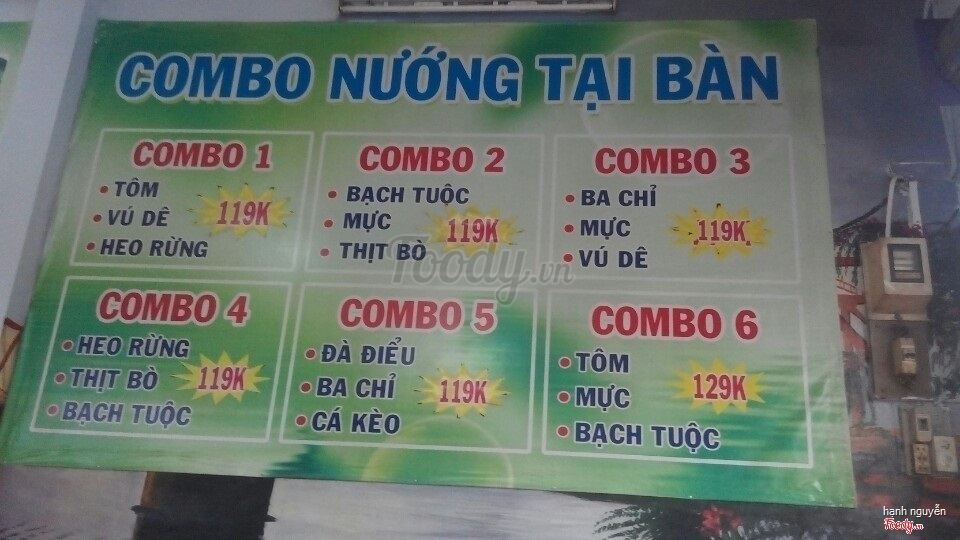 COMBO NƯỚNG TẠI BÀN
COMBO 1
• TÔM
• VÚ DÊ
• HEO RỪNG
119K
COMBO 2
• BẠCH TUỘC
• MỰC
• THỊT BÒ
119K
COMBO 3
• BA CHỈ
• MỰC
• VÚ DÊ
119K
COMBO 4
• HEO RỪNG
• THỊT BÒ
• BẠCH TUỘC
119K
COMBO 5
• ĐÀ ĐIỂU
• BA CHỈ
• CÁ KÈO
119K
COMBO 6
• TÔM
• MỰC
• BẠCH TUỘC
129K
Foody.vn
hạnh nguyễn
Foody.vn